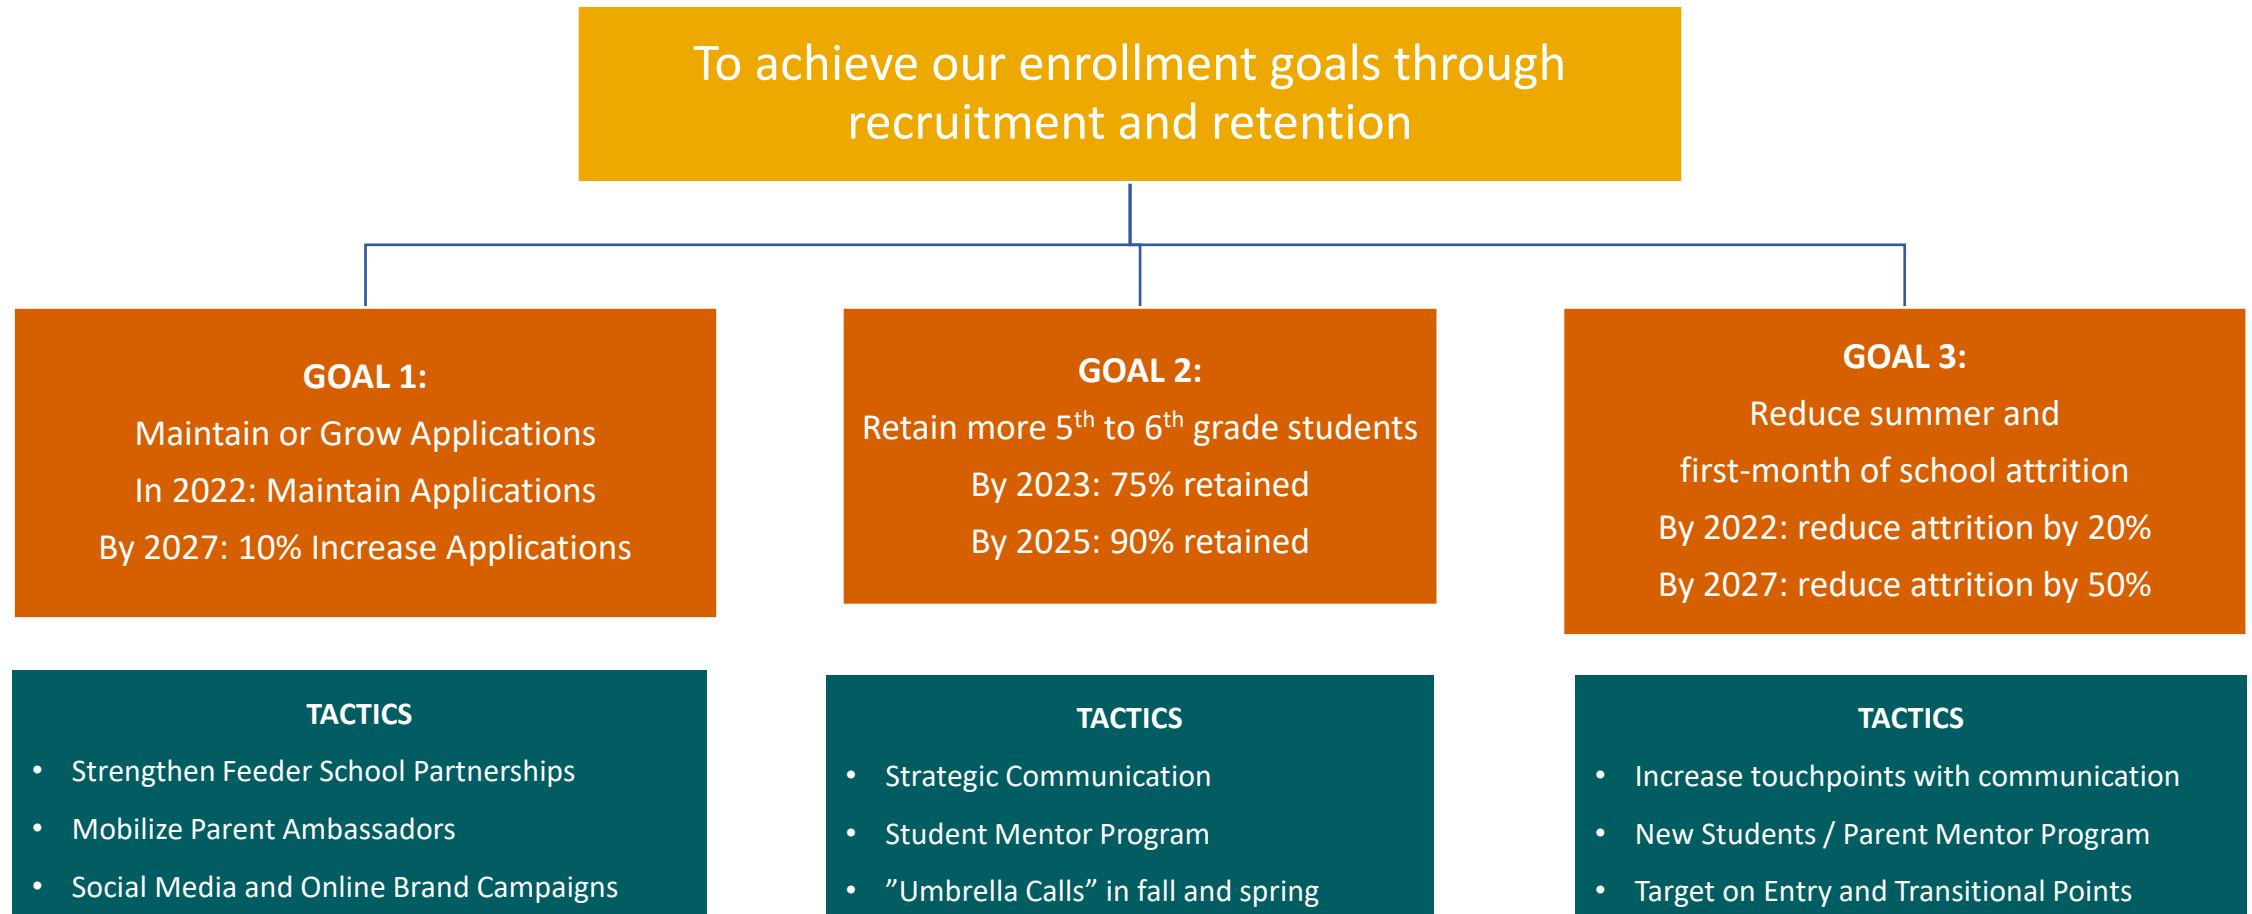 To achieve our enrollment goals through
recruitment and retention
GOAL 1:
Maintain or Grow Applications
In 2022: Maintain Applications
By 2027: 10% Increase Applications
GOAL 2:
Retain more 5th to 6th grade students
By 2023: 75% retained
By 2025: 90% retained
GOAL 3:
Reduce summer and
first-month of school attrition
By 2022: reduce attrition by 20%
By 2027: reduce attrition by 50%
TACTICS
• Strengthen Feeder School Partnerships
• Mobilize Parent Ambassadors
• Social Media and Online Brand Campaigns
TACTICS
• Strategic Communication
• Student Mentor Program
• ”Umbrella Calls” in fall and spring
TACTICS
• Increase touchpoints with communication
• New Students / Parent Mentor Program
• Target on Entry and Transitional Points